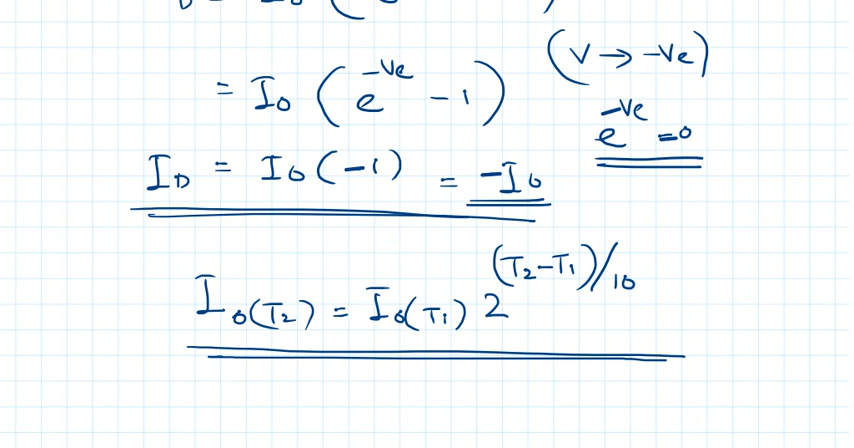 (V → -Ve)
= I₀ (e^-Ve - 1)
e^-Ve = 0
I_D = I₀(-1) = -I₀
I₀(T₂) = I₀(T₁) 2^(T₂-T₁)/10